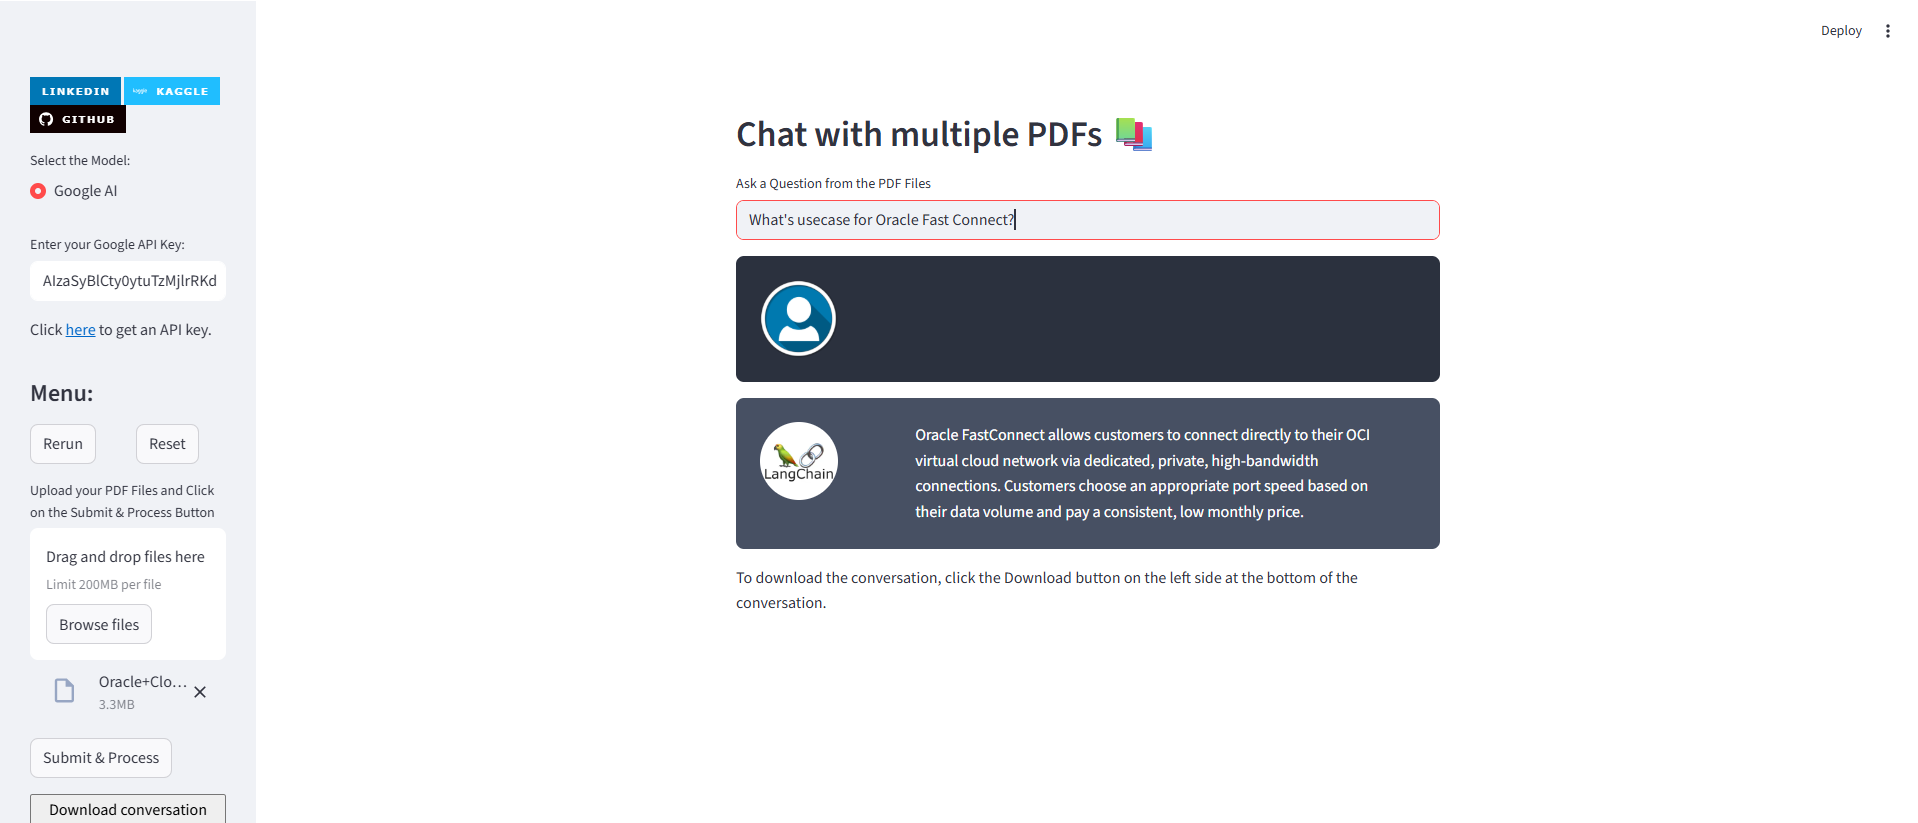 Deploy
LINKEDIN
kaggle KAGGLE
GITHUB
Select the Model:
Google AI
Enter your Google API Key:
AIzaSyBlCty0ytuTzMjlrRKd
Click here to get an API key.
Menu:
Rerun
Reset
Upload your PDF Files and Click
on the Submit & Process Button
Drag and drop files here
Limit 200MB per file
Browse files
Oracle+Clo...
3.3MB
Submit & Process
Download conversation
Chat with multiple PDFs
Ask a Question from the PDF Files
What's usecase for Oracle Fast Connect?
LangChain
Oracle FastConnect allows customers to connect directly to their OCI
virtual cloud network via dedicated, private, high-bandwidth
connections. Customers choose an appropriate port speed based on
their data volume and pay a consistent, low monthly price.
To download the conversation, click the Download button on the left side at the bottom of the
conversation.